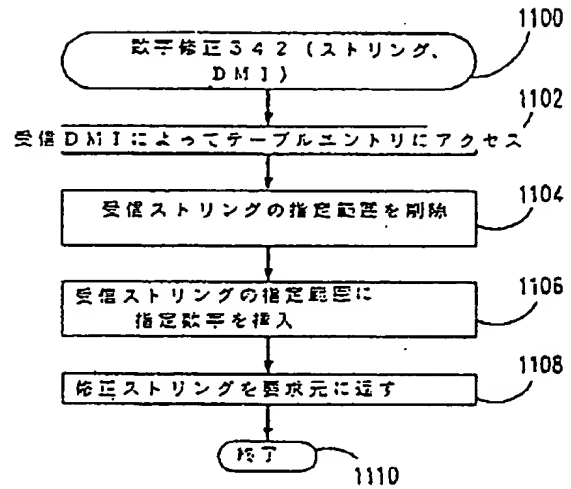 1100
数字修正342(ストリング、
DMI)
1102
受信DMIによってテーブルエントリにアクセス
1104
受信ストリングの指定範囲を削除
1106
受信ストリングの指定範囲に
指定数字を挿入
1108
修正ストリングを要求元に返す
終了
1110